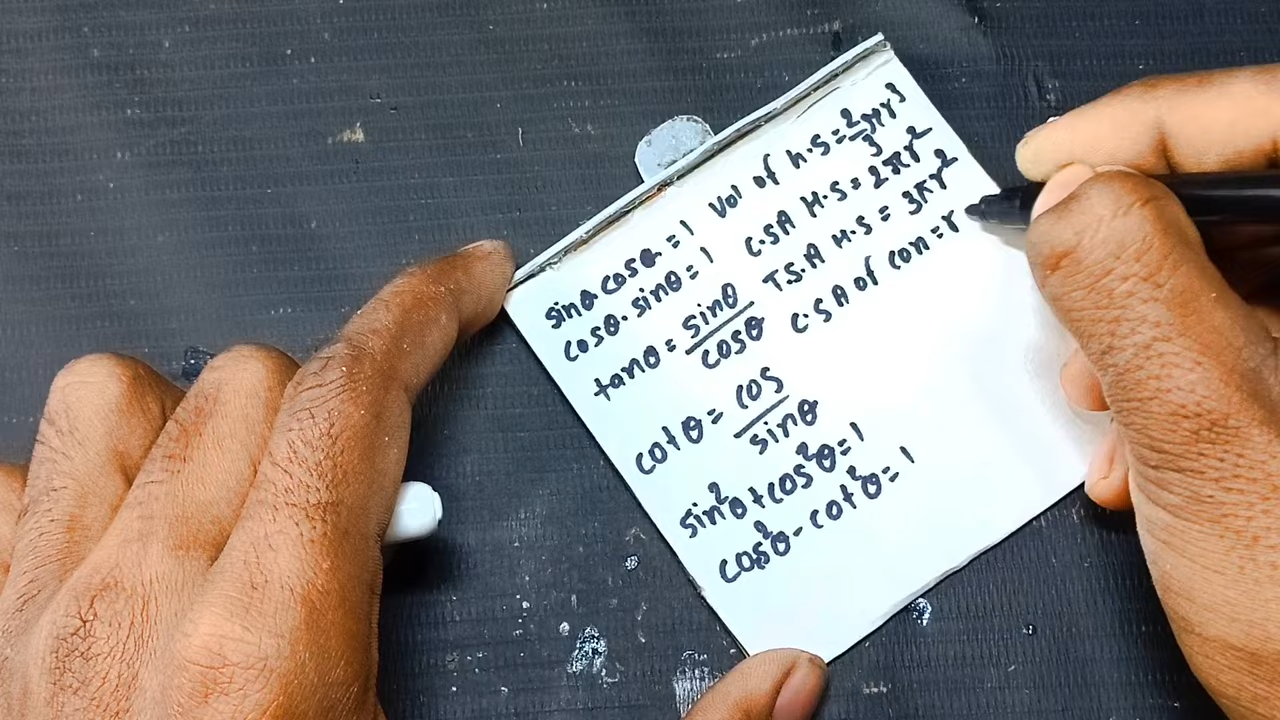 sinθ cosθ = 1 Vol of h.s = 2/3 πr³
cosθ. sinθ = 1 C.SA H.S = 2πr²
tanθ = sinθ/cosθ T.S.A H.S = 3πr²
C.S A of con = r
cotθ = cos/sinθ
sin²θ + cos²θ = 1
cos²θ - cot²θ = 1